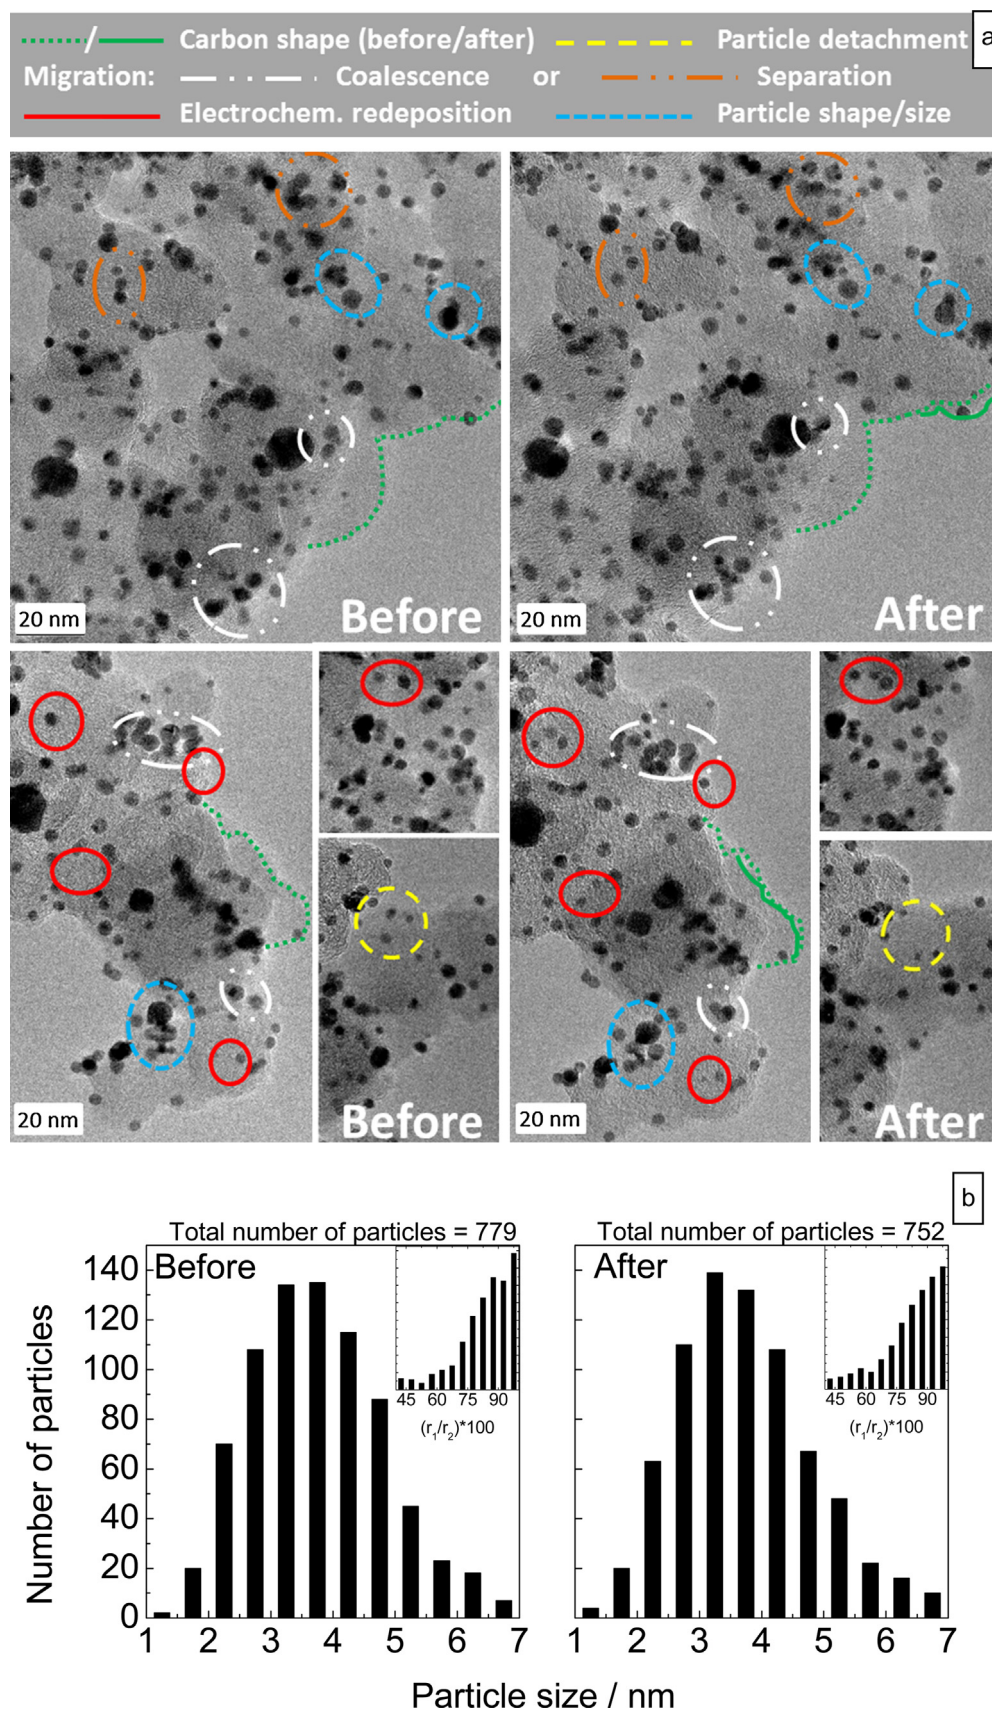 a
Carbon shape (before/after) Particle detachment
Migration: Coalescence or Separation
Electrochem. redeposition Particle shape/size
20 nm Before
20 nm After
20 nm Before
20 nm After
b
Total number of particles = 779 Total number of particles = 752
Before After
Number of particles
140
120
100
80
60
40
20
0
45 60 75 90
(r1/r2)*100
45 60 75 90
(r1/r2)*100
1 2 3 4 5 6 7
1 2 3 4 5 6 7
Particle size / nm